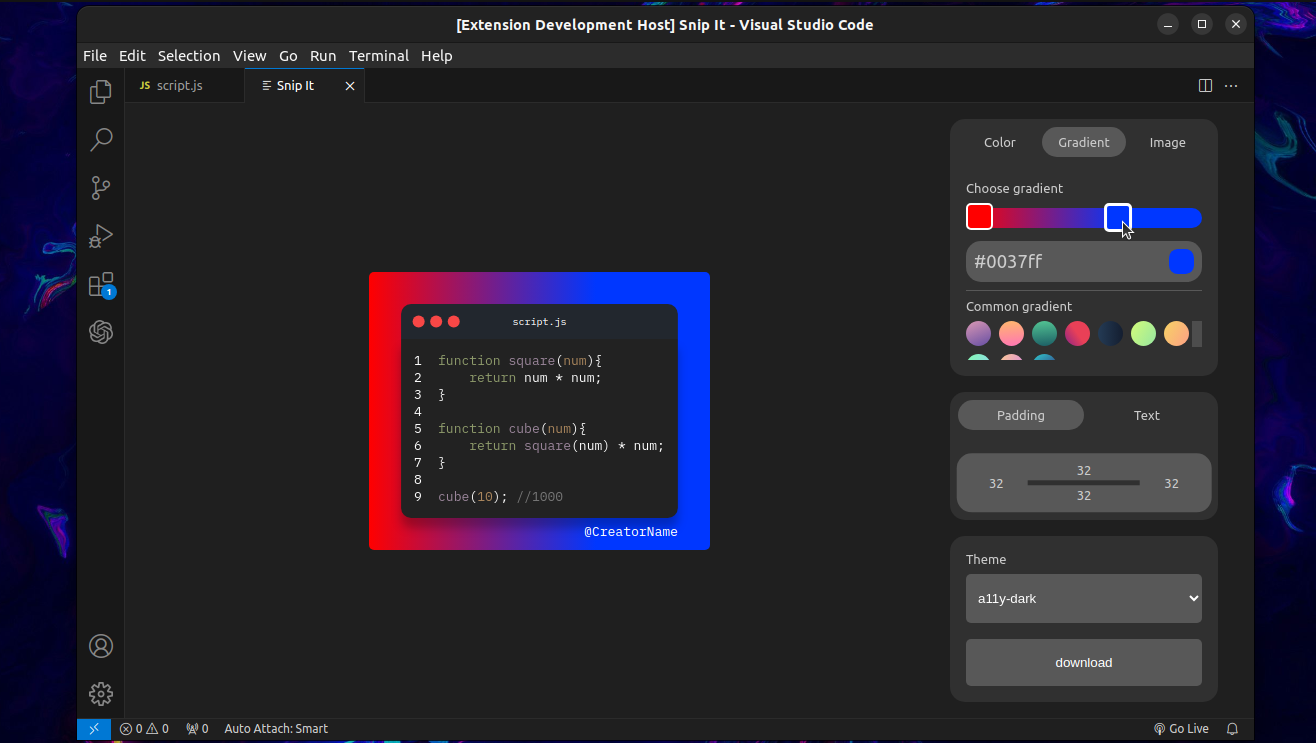 [Extension Development Host] Snip It - Visual Studio Code
File Edit Selection View Go Run Terminal Help
JS script.js
Snip It
Color Gradient Image
Choose gradient
#0037ff
Common gradient
script.js
1 function square(num){
2     return num * num;
3 }
4
5 function cube(num){
6     return square(num) * num;
7 }
8
9 cube(10); //1000
@CreatorName
1
Padding Text
32
32 32
32
Theme
a11y-dark
download
0 0 0 Auto Attach: Smart Go Live